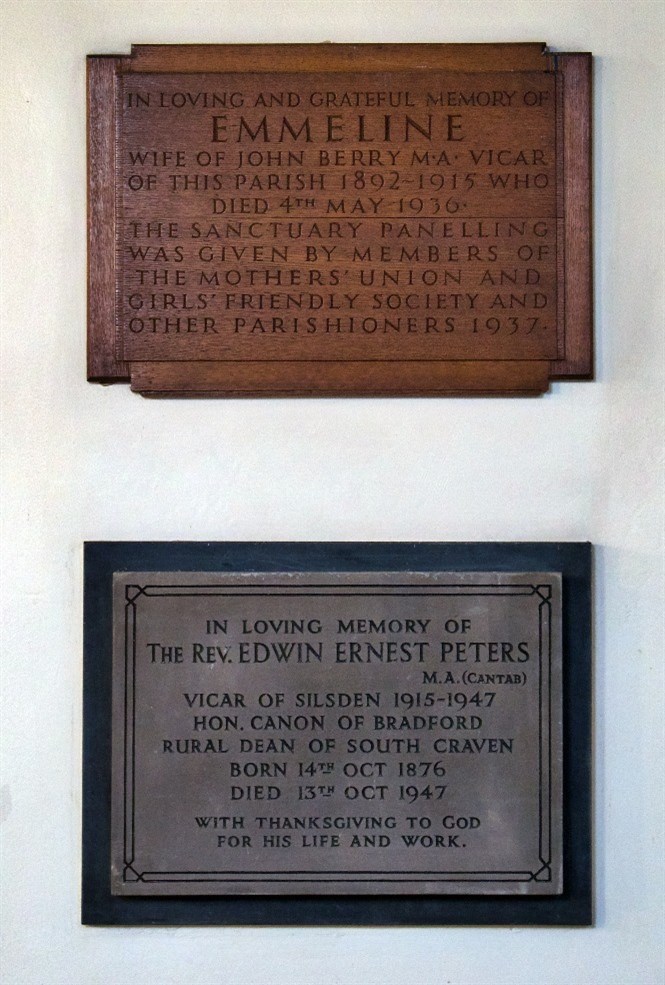 IN LOVING AND GRATEFUL MEMORY OF
EMMELINE
WIFE OF JOHN BERRY M·A· VICAR
OF THIS PARISH 1892~1915 WHO
DIED 4TH MAY 1936·
THE SANCTUARY PANELLING
WAS GIVEN BY MEMBERS OF
THE MOTHERS' UNION AND
GIRLS' FRIENDLY SOCIETY AND
OTHER PARISHIONERS 1937·
IN LOVING MEMORY OF
THE REV. EDWIN ERNEST PETERS
M.A. (CANTAB)
VICAR OF SILSDEN 1915-1947
HON. CANON OF BRADFORD
RURAL DEAN OF SOUTH CRAVEN
BORN 14TH OCT 1876
DIED 13TH OCT 1947
WITH THANKSGIVING TO GOD
FOR HIS LIFE AND WORK.